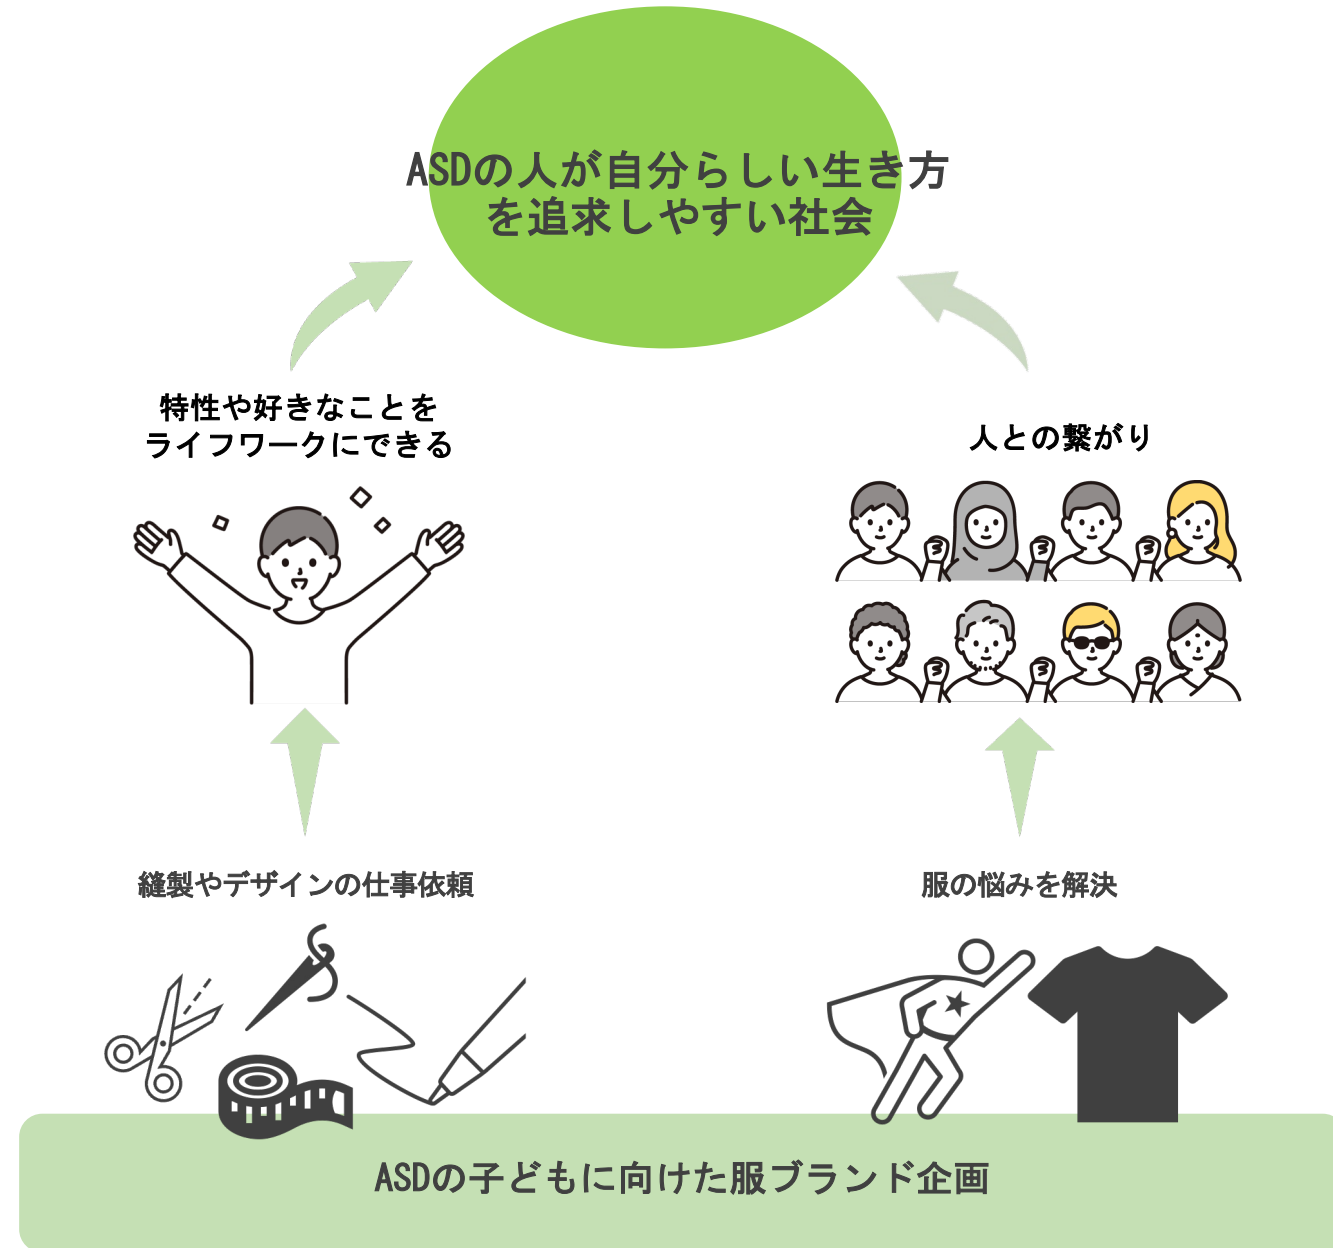 ASDの人が自分らしい生き方
を追求しやすい社会
特性や好きなことを
ライフワークにできる
人との繋がり
縫製やデザインの仕事依頼
服の悩みを解決
ASDの子どもに向けた服ブランド企画